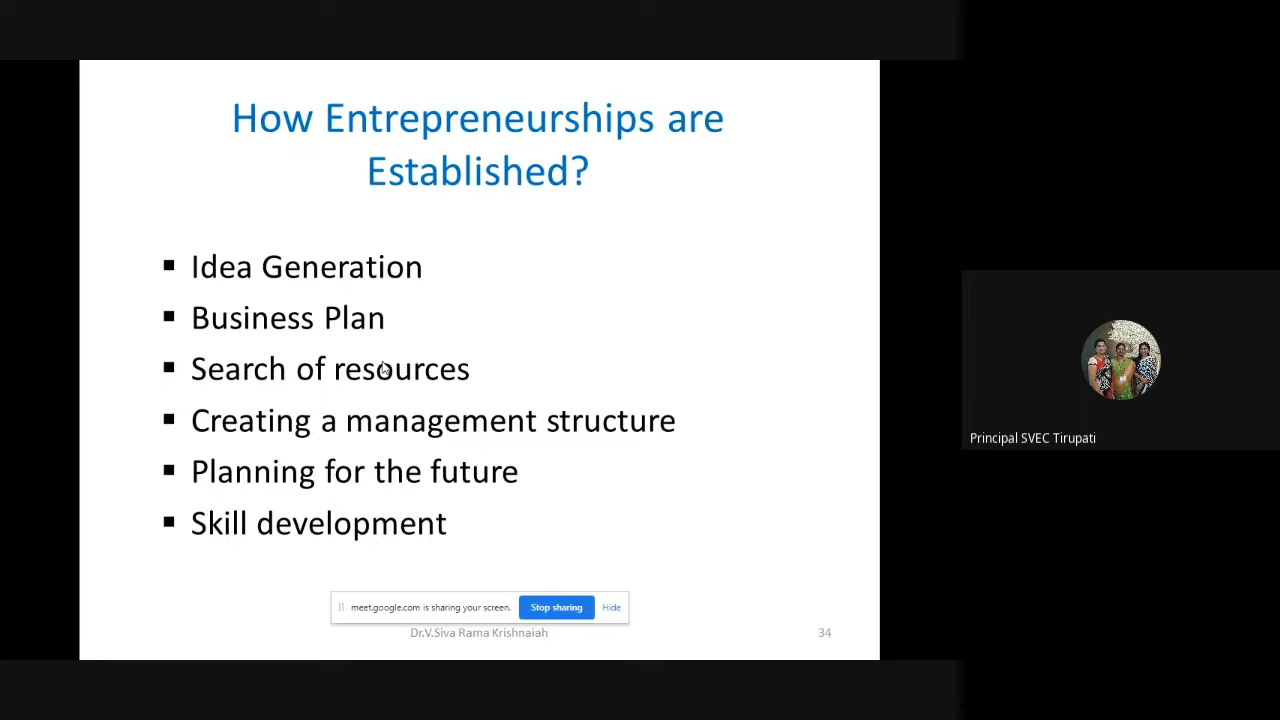 How Entrepreneurships are
Established?
▪ Idea Generation
▪ Business Plan
▪ Search of resources
▪ Creating a management structure
▪ Planning for the future
▪ Skill development
meet.google.com is sharing your screen. Stop sharing Hide
Dr.V.Siva Rama Krishnaiah 34
Principal SVEC Tirupati